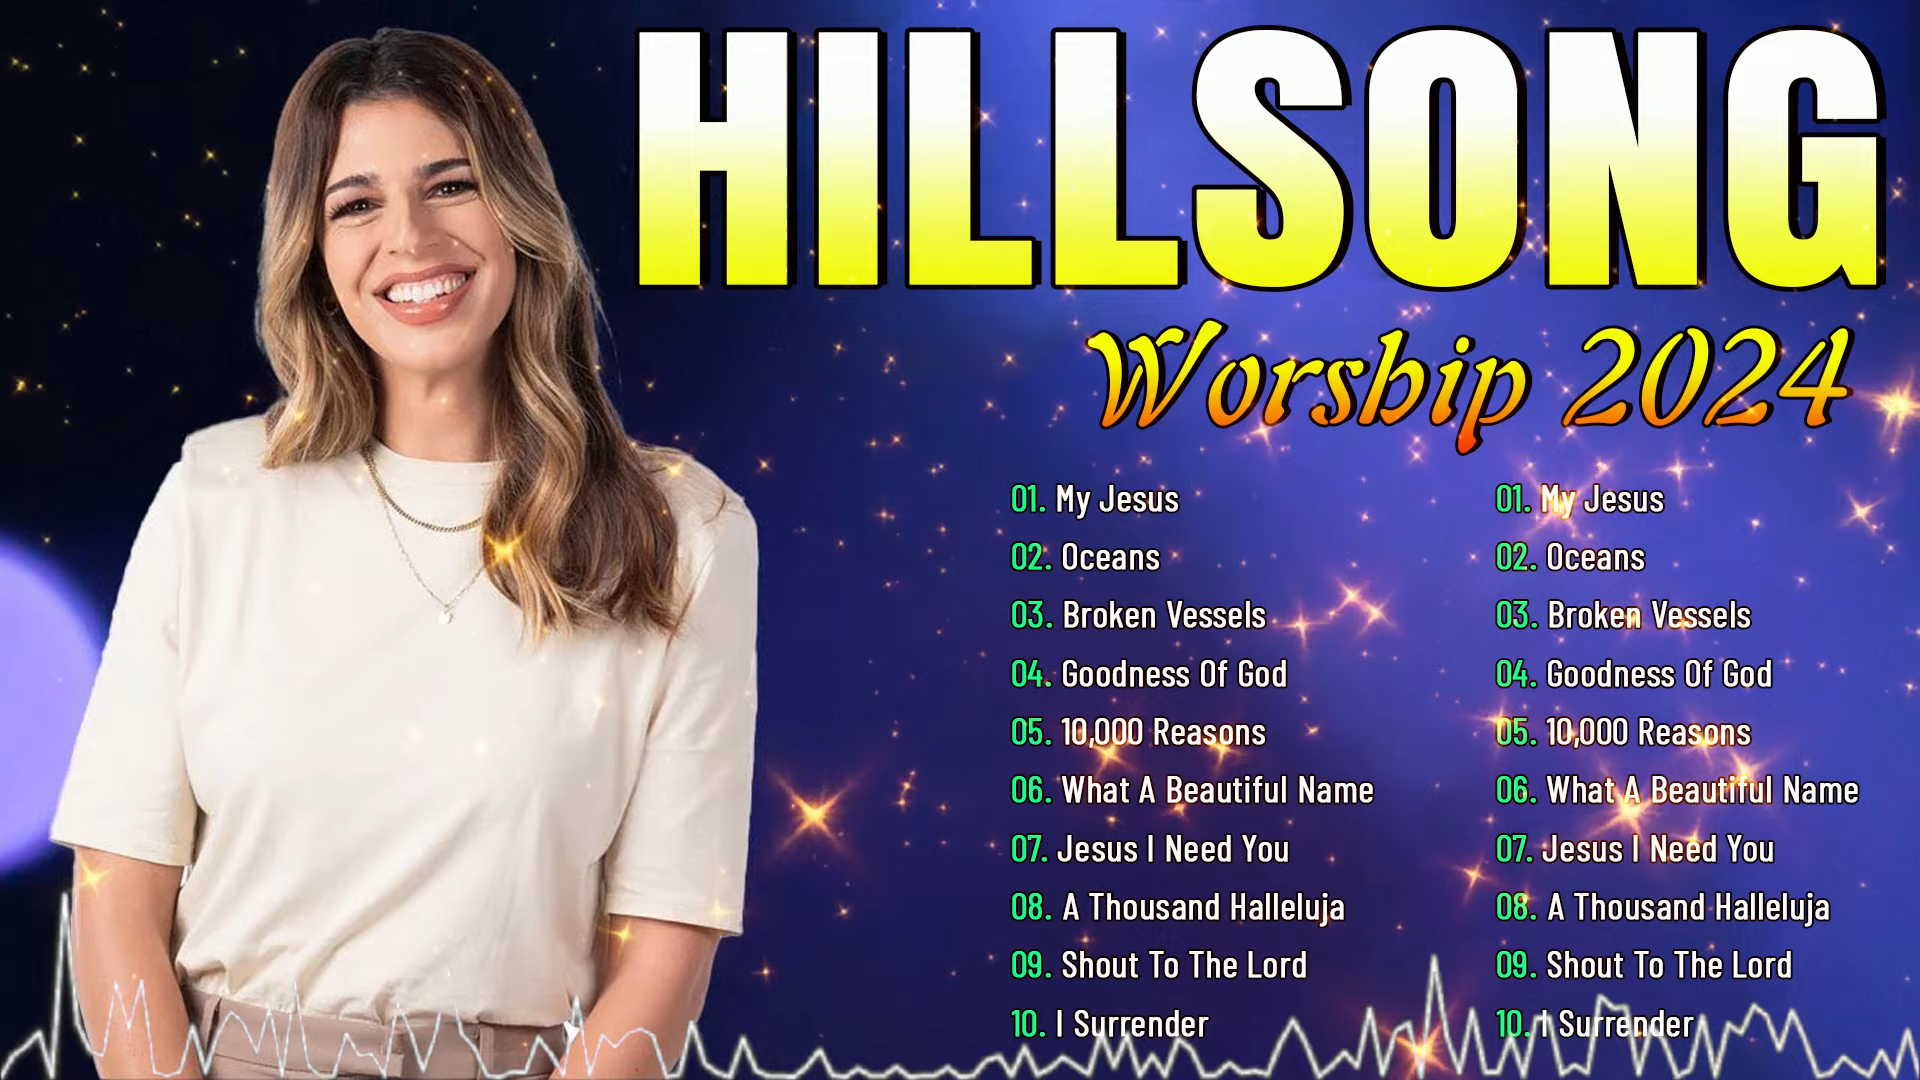 HILLSONG
Worship 2024
01. My Jesus
02. Oceans
03. Broken Vessels
04. Goodness Of God
05. 10,000 Reasons
06. What A Beautiful Name
07. Jesus I Need You
08. A Thousand Halleluja
09. Shout To The Lord
10. I Surrender
01. My Jesus
02. Oceans
03. Broken Vessels
04. Goodness Of God
05. 10,000 Reasons
06. What A Beautiful Name
07. Jesus I Need You
08. A Thousand Halleluja
09. Shout To The Lord
10. I Surrender